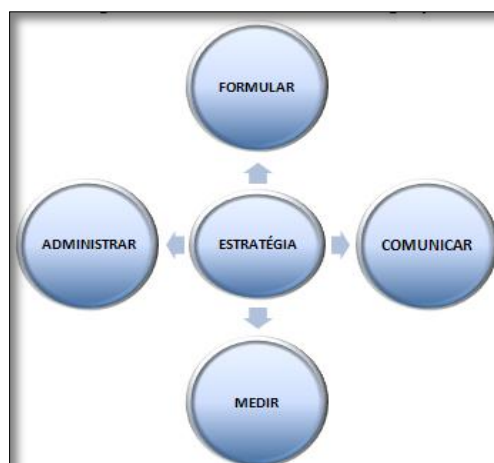 FORMULAR
ADMINISTRAR
ESTRATÉGIA
COMUNICAR
MEDIR